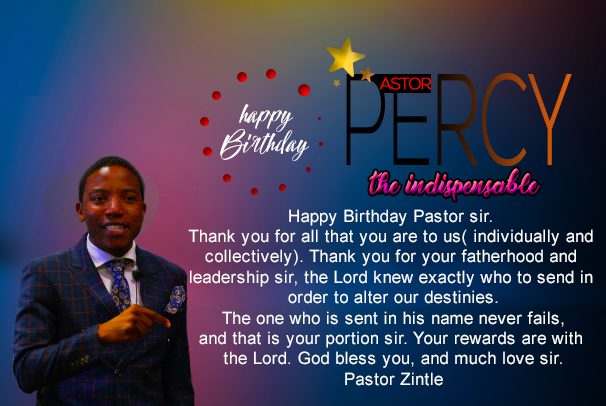 happy
Birthday
PASTOR
PERCY
the indispensable
Happy Birthday Pastor sir.
Thank you for all that you are to us( individually and
collectively). Thank you for your fatherhood and
leadership sir, the Lord knew exactly who to send in
order to alter our destinies.
The one who is sent in his name never fails,
and that is your portion sir. Your rewards are with
the Lord. God bless you, and much love sir.
Pastor Zintle